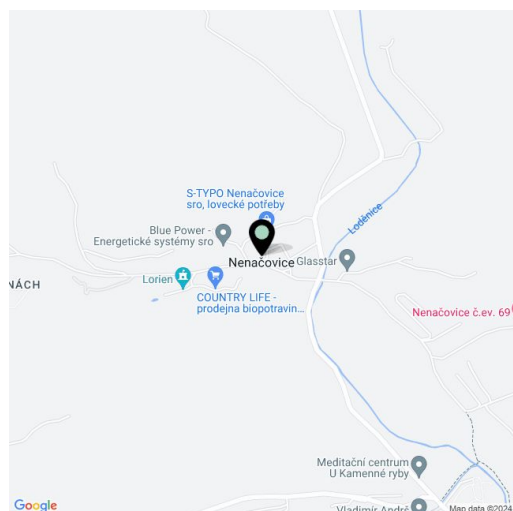 S-TYPO Nenačovice
sro, lovecké potřeby
Loděnice
Blue Power -
Energetické systémy sro
Nenačovice
Glasstar
Lorien
NÁCH
COUNTRY LIFE -
prodejna biopotravin...
Nenačovice č.ev. 69
Meditační centrum
U Kamenné ryby
Vladimír André
Google
Map data ©2024